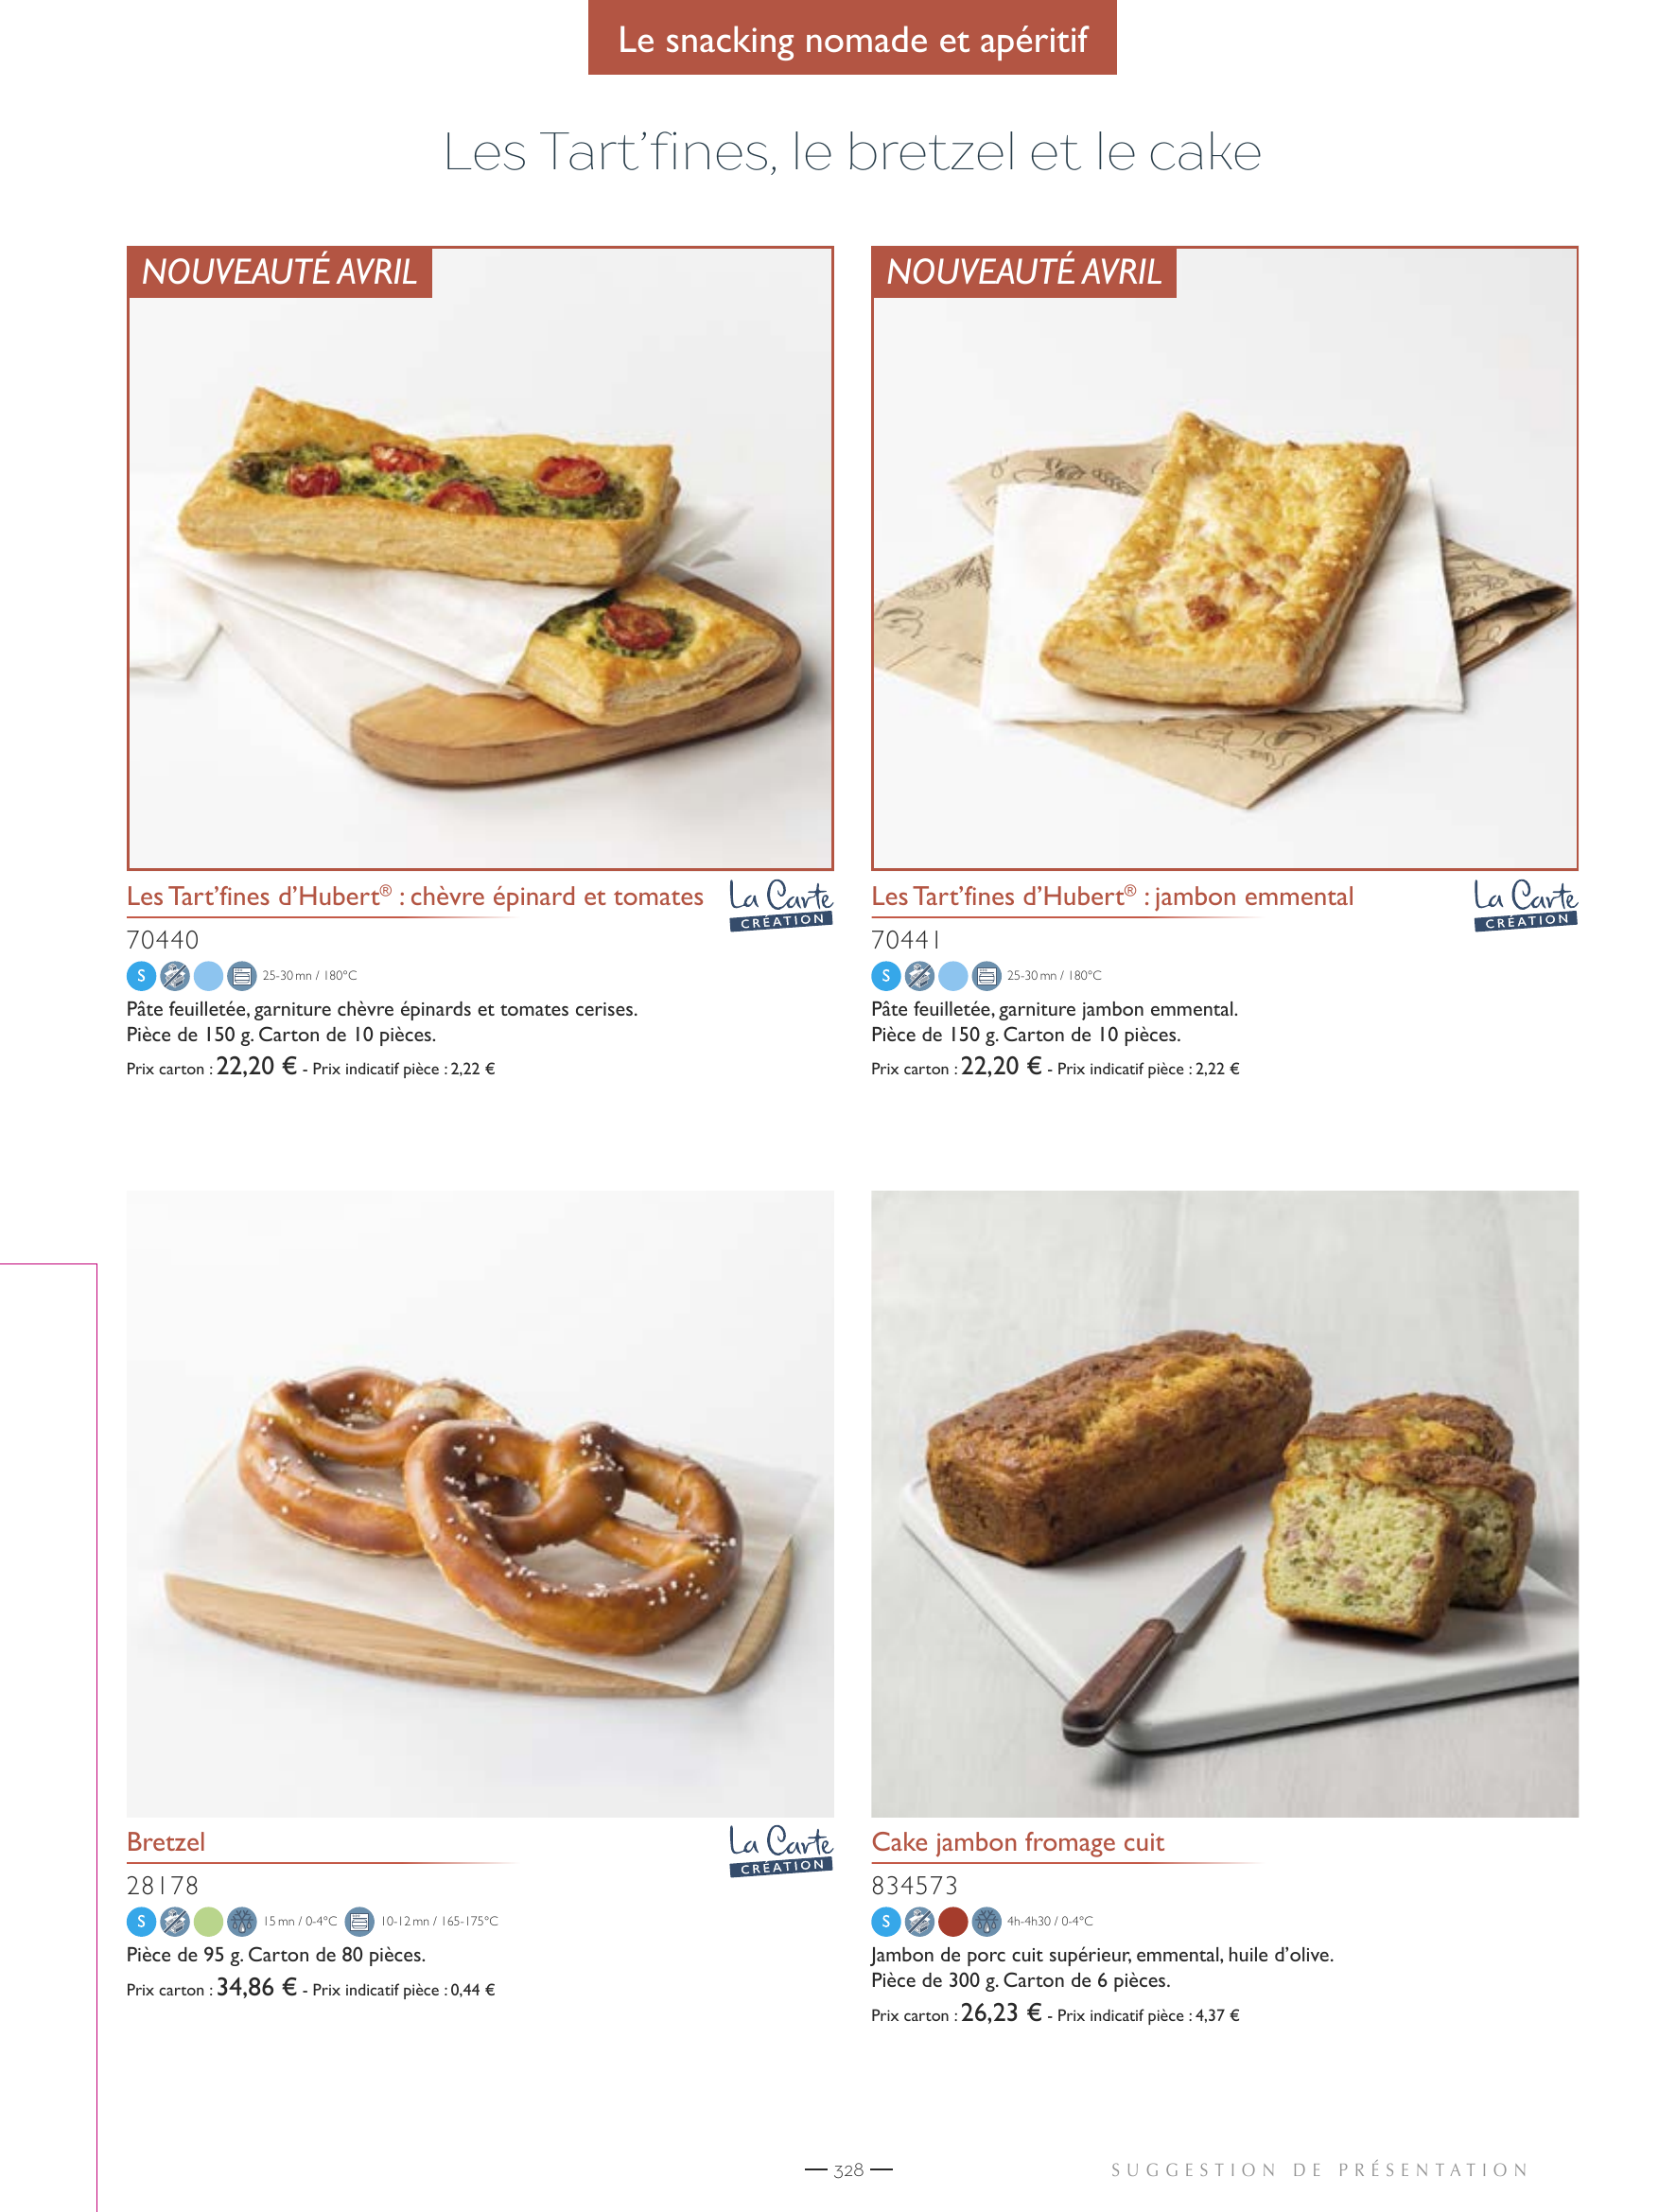 Le snacking nomade et apéritif
Les Tart’fines, le bretzel et le cake
NOUVEAUTÉ AVRIL
Les Tart’fines d’Hubert® : chèvre épinard et tomates
La Carte
CRÉATION
70440
S 25-30 mn / 180°C
Pâte feuilletée, garniture chèvre épinards et tomates cerises.
Pièce de 150 g. Carton de 10 pièces.
Prix carton : 22,20 € - Prix indicatif pièce : 2,22 €
NOUVEAUTÉ AVRIL
Les Tart’fines d’Hubert® : jambon emmental
La Carte
CRÉATION
70441
S 25-30 mn / 180°C
Pâte feuilletée, garniture jambon emmental.
Pièce de 150 g. Carton de 10 pièces.
Prix carton : 22,20 € - Prix indicatif pièce : 2,22 €
Bretzel
La Carte
CRÉATION
28178
S 15 mn / 0-4°C 10-12 mn / 165-175°C
Pièce de 95 g. Carton de 80 pièces.
Prix carton : 34,86 € - Prix indicatif pièce : 0,44 €
Cake jambon fromage cuit
834573
S 4h-4h30 / 0-4°C
Jambon de porc cuit supérieur, emmental, huile d’olive.
Pièce de 300 g. Carton de 6 pièces.
Prix carton : 26,23 € - Prix indicatif pièce : 4,37 €
328
SUGGESTION DE PRÉSENTATION